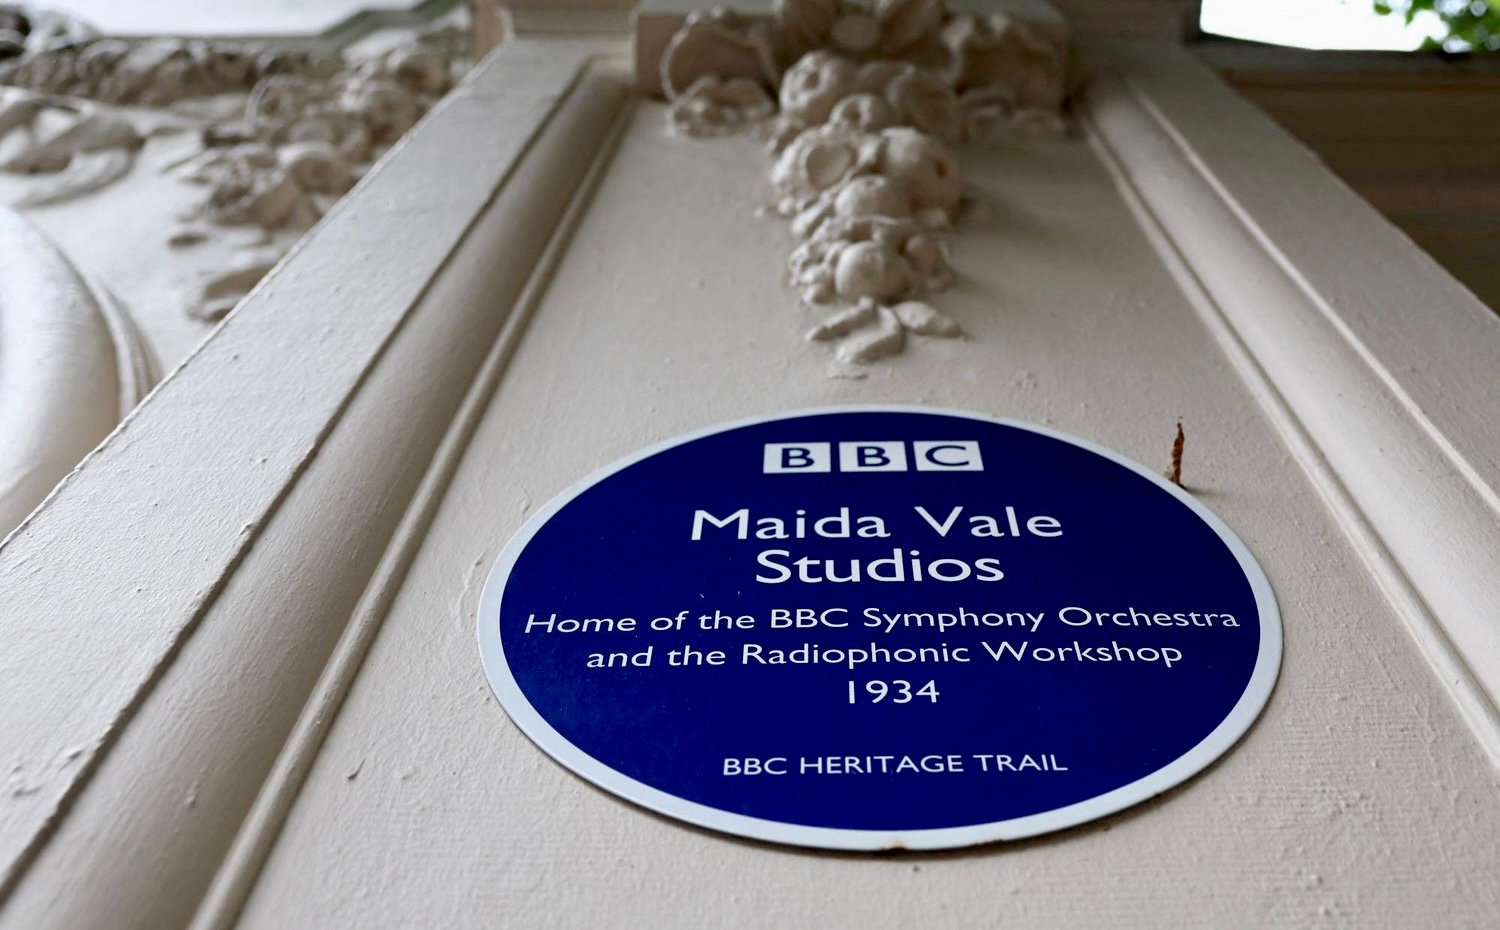 BBC
Maida Vale
Studios
Home of the BBC Symphony Orchestra
and the Radiophonic Workshop
1934
BBC HERITAGE TRAIL